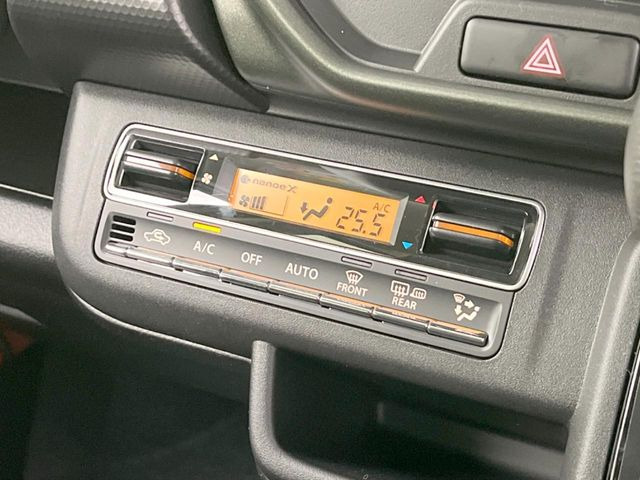 nanoe X
A/C
25.5
A/C
OFF
AUTO
FRONT
REAR